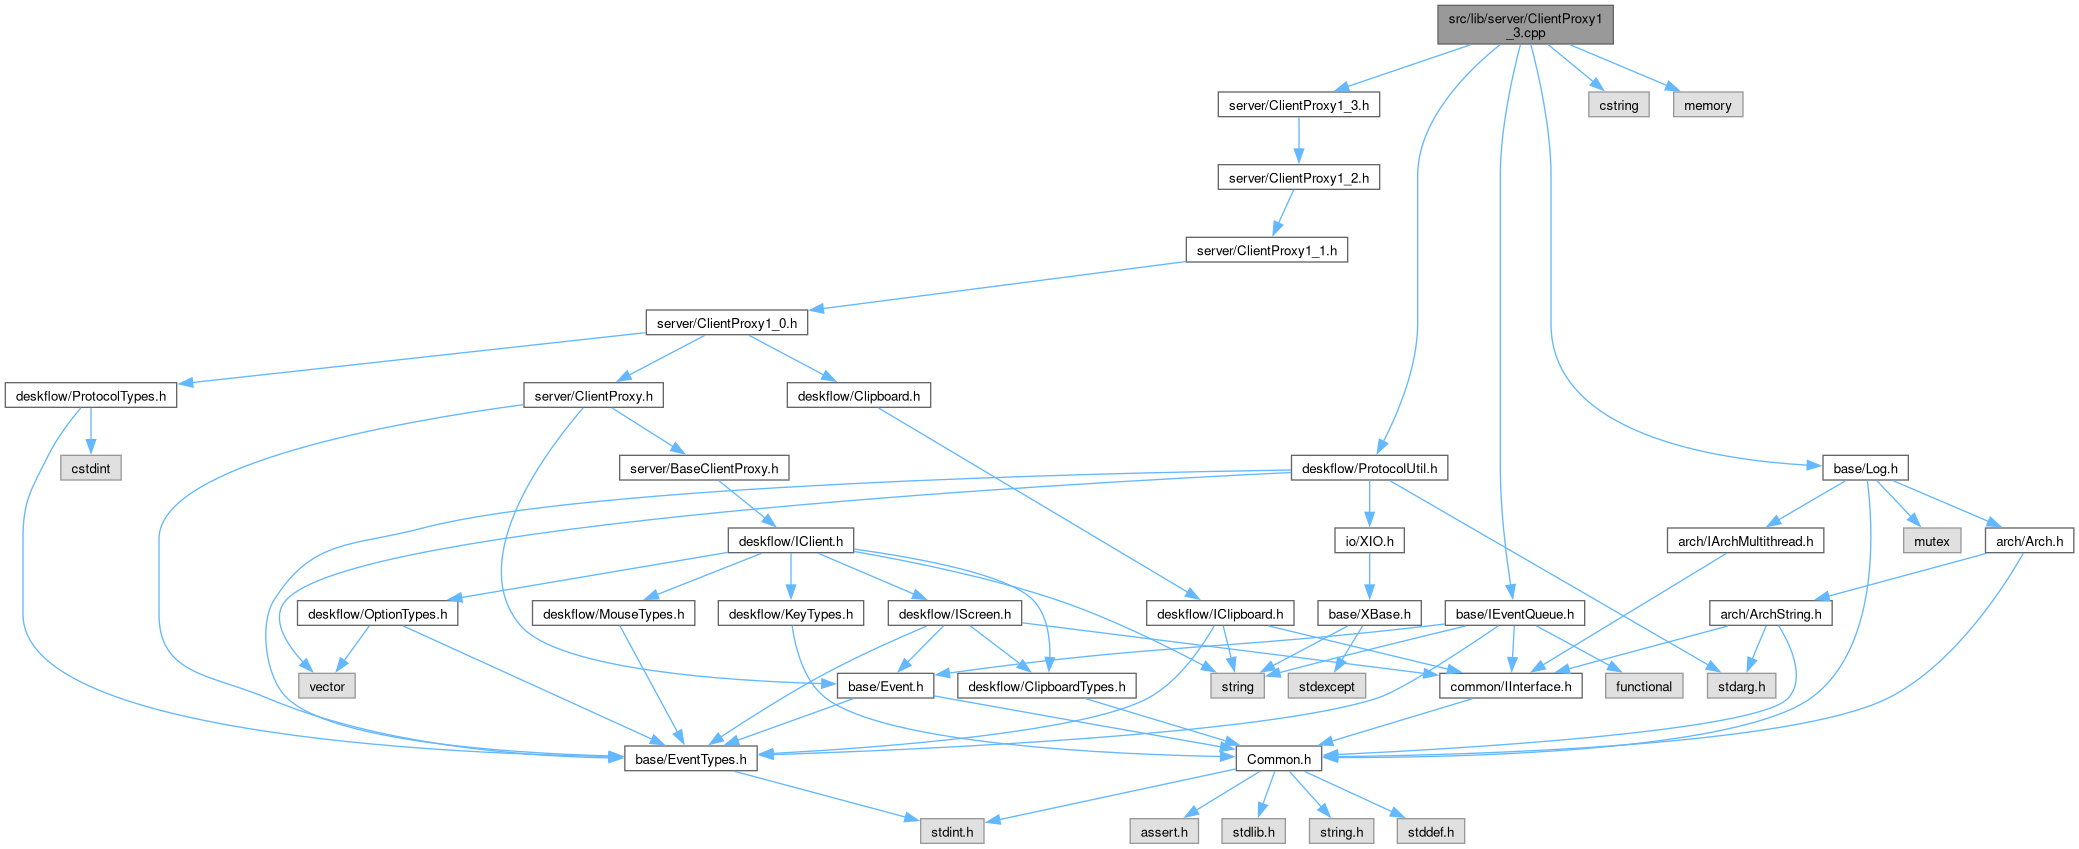 src/lib/server/ClientProxy1
_3.cpp
server/ClientProxy1_3.h
cstring
memory
server/ClientProxy1_2.h
server/ClientProxy1_1.h
server/ClientProxy1_0.h
deskflow/ProtocolTypes.h
server/ClientProxy.h
deskflow/Clipboard.h
cstdint
server/BaseClientProxy.h
deskflow/ProtocolUtil.h
base/Log.h
deskflow/IClient.h
io/XIO.h
arch/IArchMultithread.h
mutex
arch/Arch.h
deskflow/OptionTypes.h
deskflow/MouseTypes.h
deskflow/KeyTypes.h
deskflow/IScreen.h
deskflow/IClipboard.h
base/XBase.h
base/IEventQueue.h
arch/ArchString.h
vector
base/Event.h
deskflow/ClipboardTypes.h
string
stdexcept
common/IInterface.h
functional
stdarg.h
base/EventTypes.h
Common.h
stdint.h
assert.h
stdlib.h
string.h
stddef.h